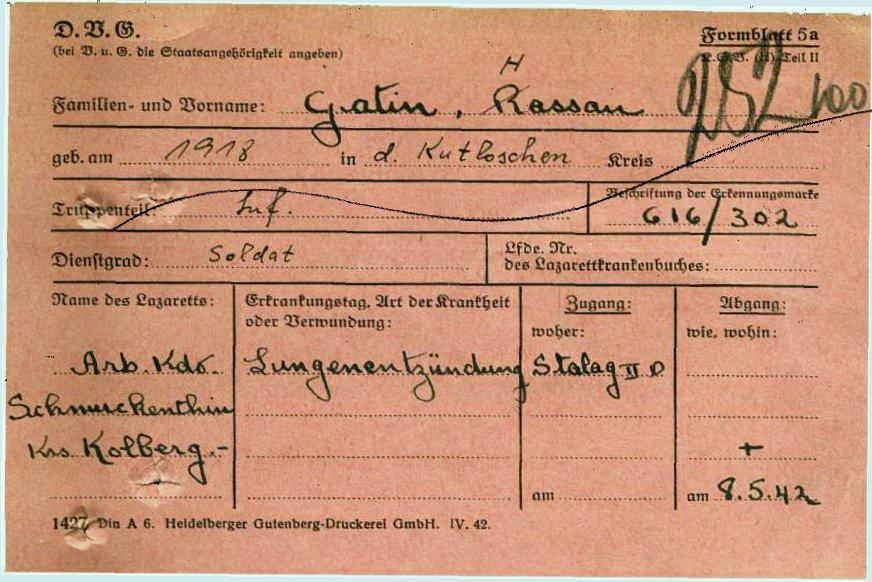 D.V.G.
(bei V. u. G. die Staatsangehörigkeit angeben)
Formblatt 5a
K.G.V. (H) Teil II
252 100
H
Familien- und Vorname: Gatin, Kassan
geb. am 1918 in d. Kutloschen Kreis
Truppenteil: Inf.
Beschriftung der Erkennungsmarke
616/302
Dienstgrad: Soldat
Lfde. Nr.
des Lazarettkrankenbuches:
Name des Lazaretts:
Erkrankungstag, Art der Krankheit
oder Verwundung:
Zugang:
woher:
Abgang:
wie, wohin:
Arb. Kdo. Lungenentzündung Stalag II D
Schmuckenthin
Krs. Kolberg.-
+
am
am 8.5.42
1427 Din A 6. Heidelberger Gutenberg-Druckerei GmbH. IV. 42.